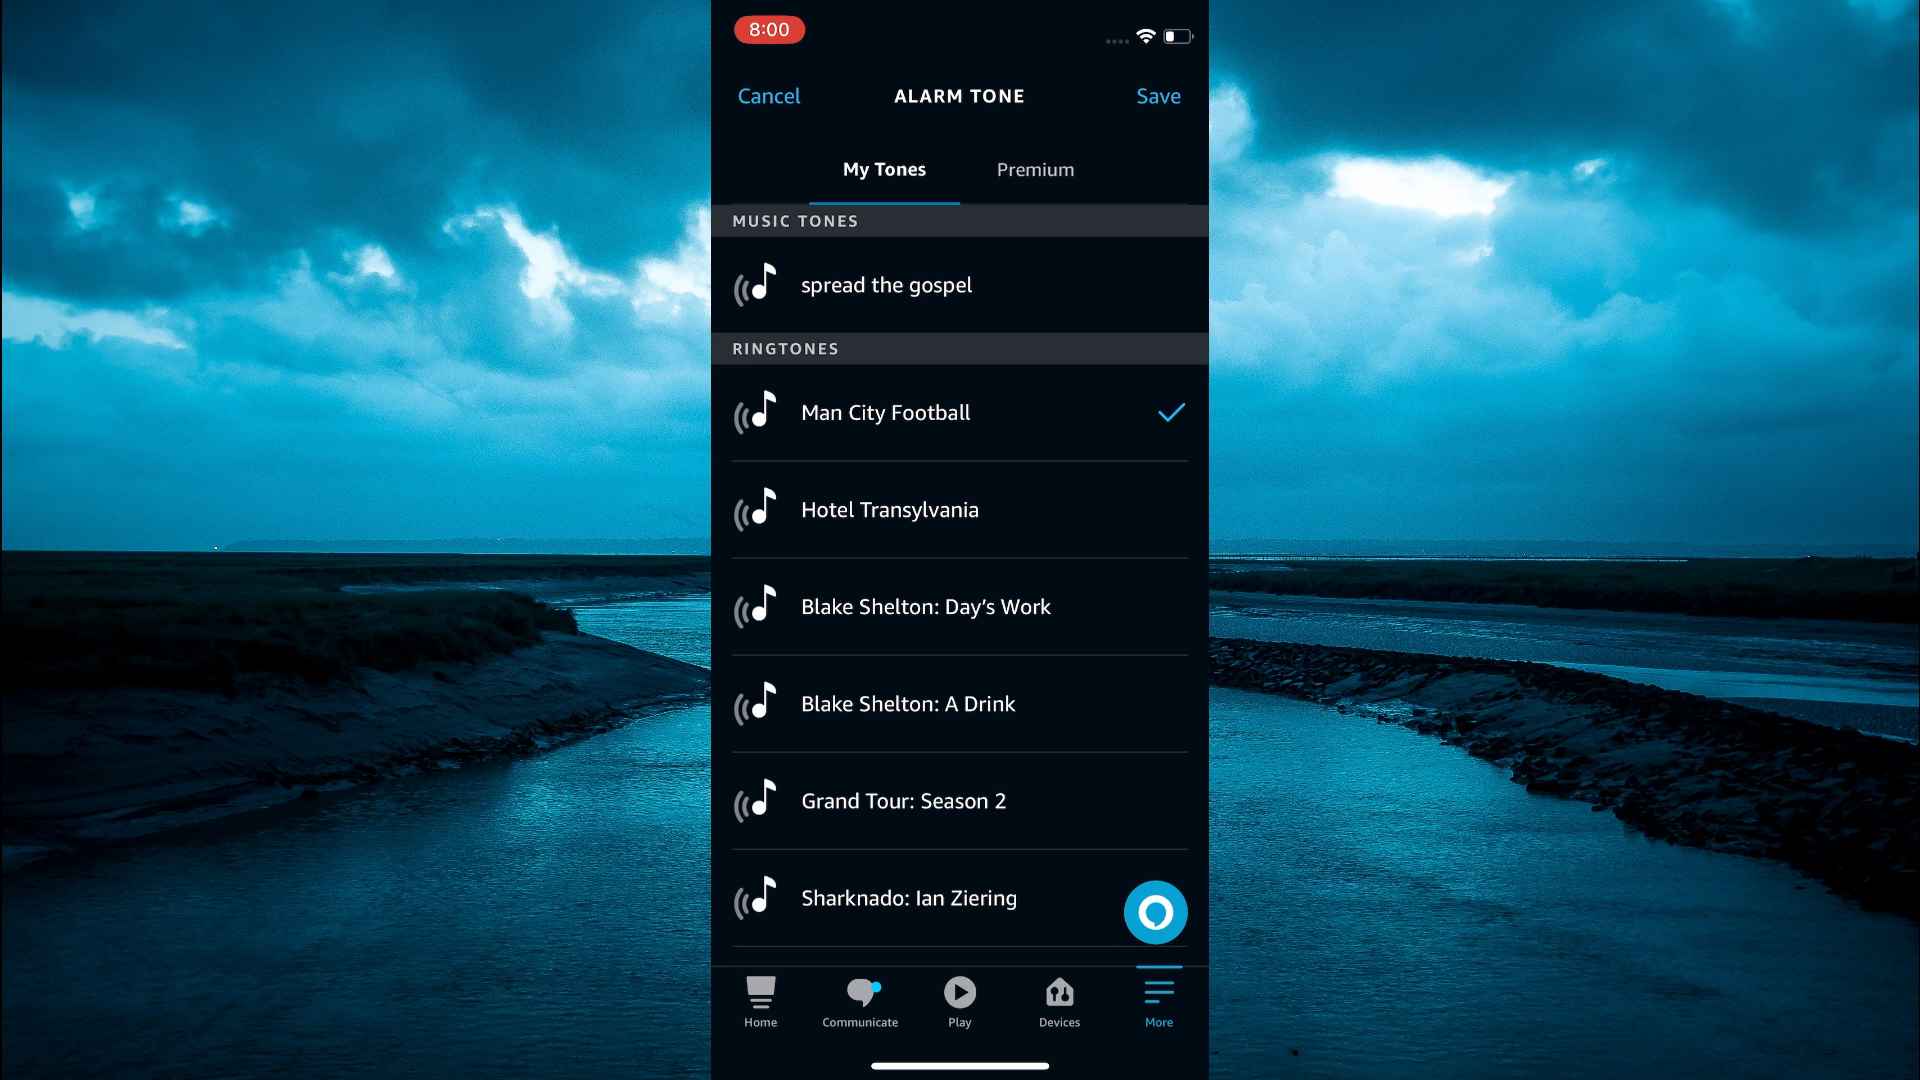 8:00
Cancel ALARM TONE Save
My Tones Premium
MUSIC TONES
spread the gospel
RINGTONES
Man City Football
Hotel Transylvania
Blake Shelton: Day’s Work
Blake Shelton: A Drink
Grand Tour: Season 2
Sharknado: Ian Ziering
Home Communicate Play Devices More